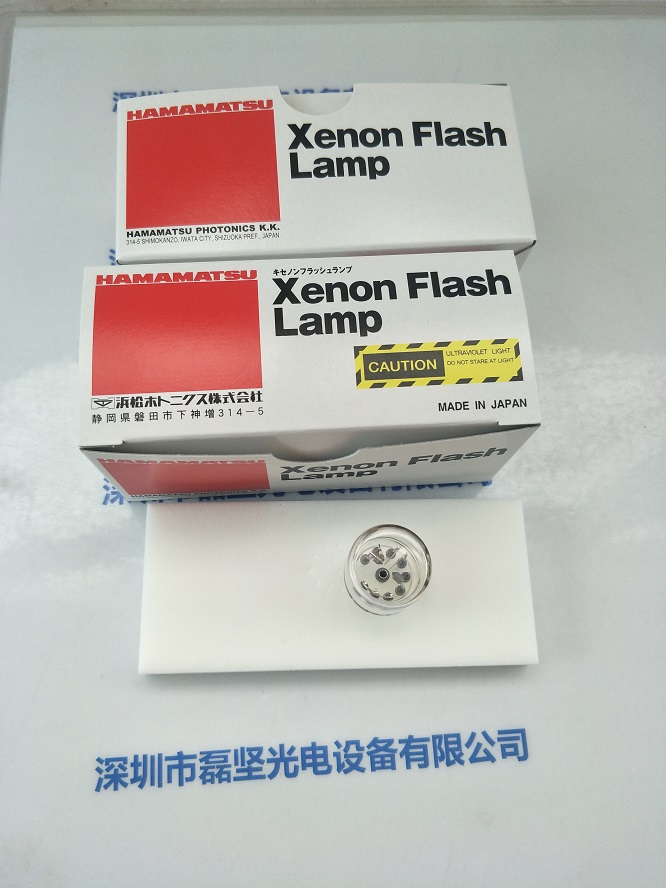 HAMAMATSU
Xenon Flash
Lamp
HAMAMATSU PHOTONICS K.K.
314-5 SHIMOKANZO, IWATA CITY, SHIZUOKA PREF., JAPAN
HAMAMATSU
キセノンフラッシュランプ
Xenon Flash
Lamp
CAUTION
ULTRAVIOLET LIGHT
DO NOT STARE AT LIGHT
浜松ホトニクス株式会社
静岡県磐田市下神増314-5
MADE IN JAPAN
HAMAMATSU
Xenon Flash
Lamp
深圳市磊坚光电设备有限公司